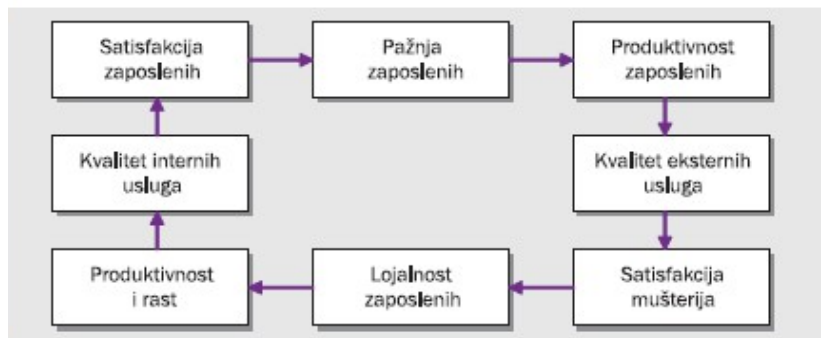 Satisfakcija
zaposlenih
Pažnja
zaposlenih
Produktivnost
zaposlenih
Kvalitet internih
usluga
Kvalitet eksternih
usluga
Produktivnost
i rast
Lojalnost
zaposlenih
Satisfakcija
mušterija